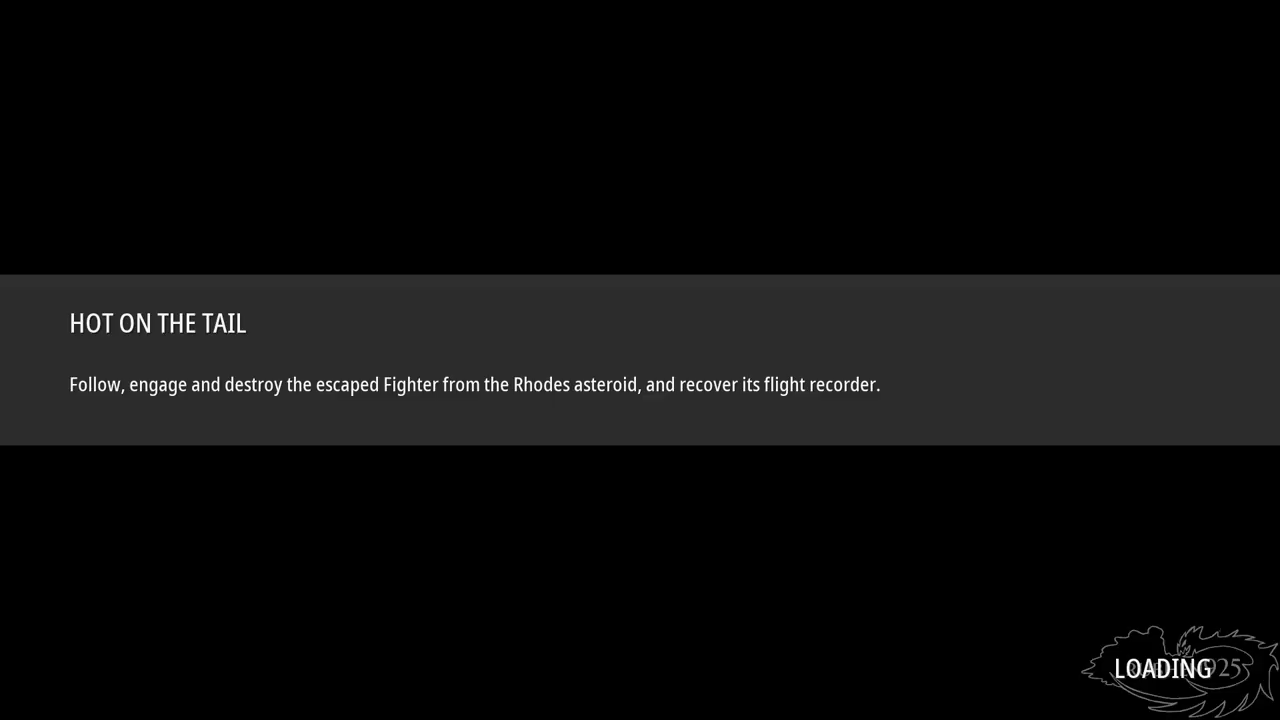 HOT ON THE TAIL
Follow, engage and destroy the escaped Fighter from the Rhodes asteroid, and recover its flight recorder.
LOADING